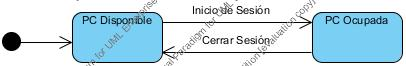 Inicio de Sesión
PC Disponible
PC Ocupada
Cerrar Sesión